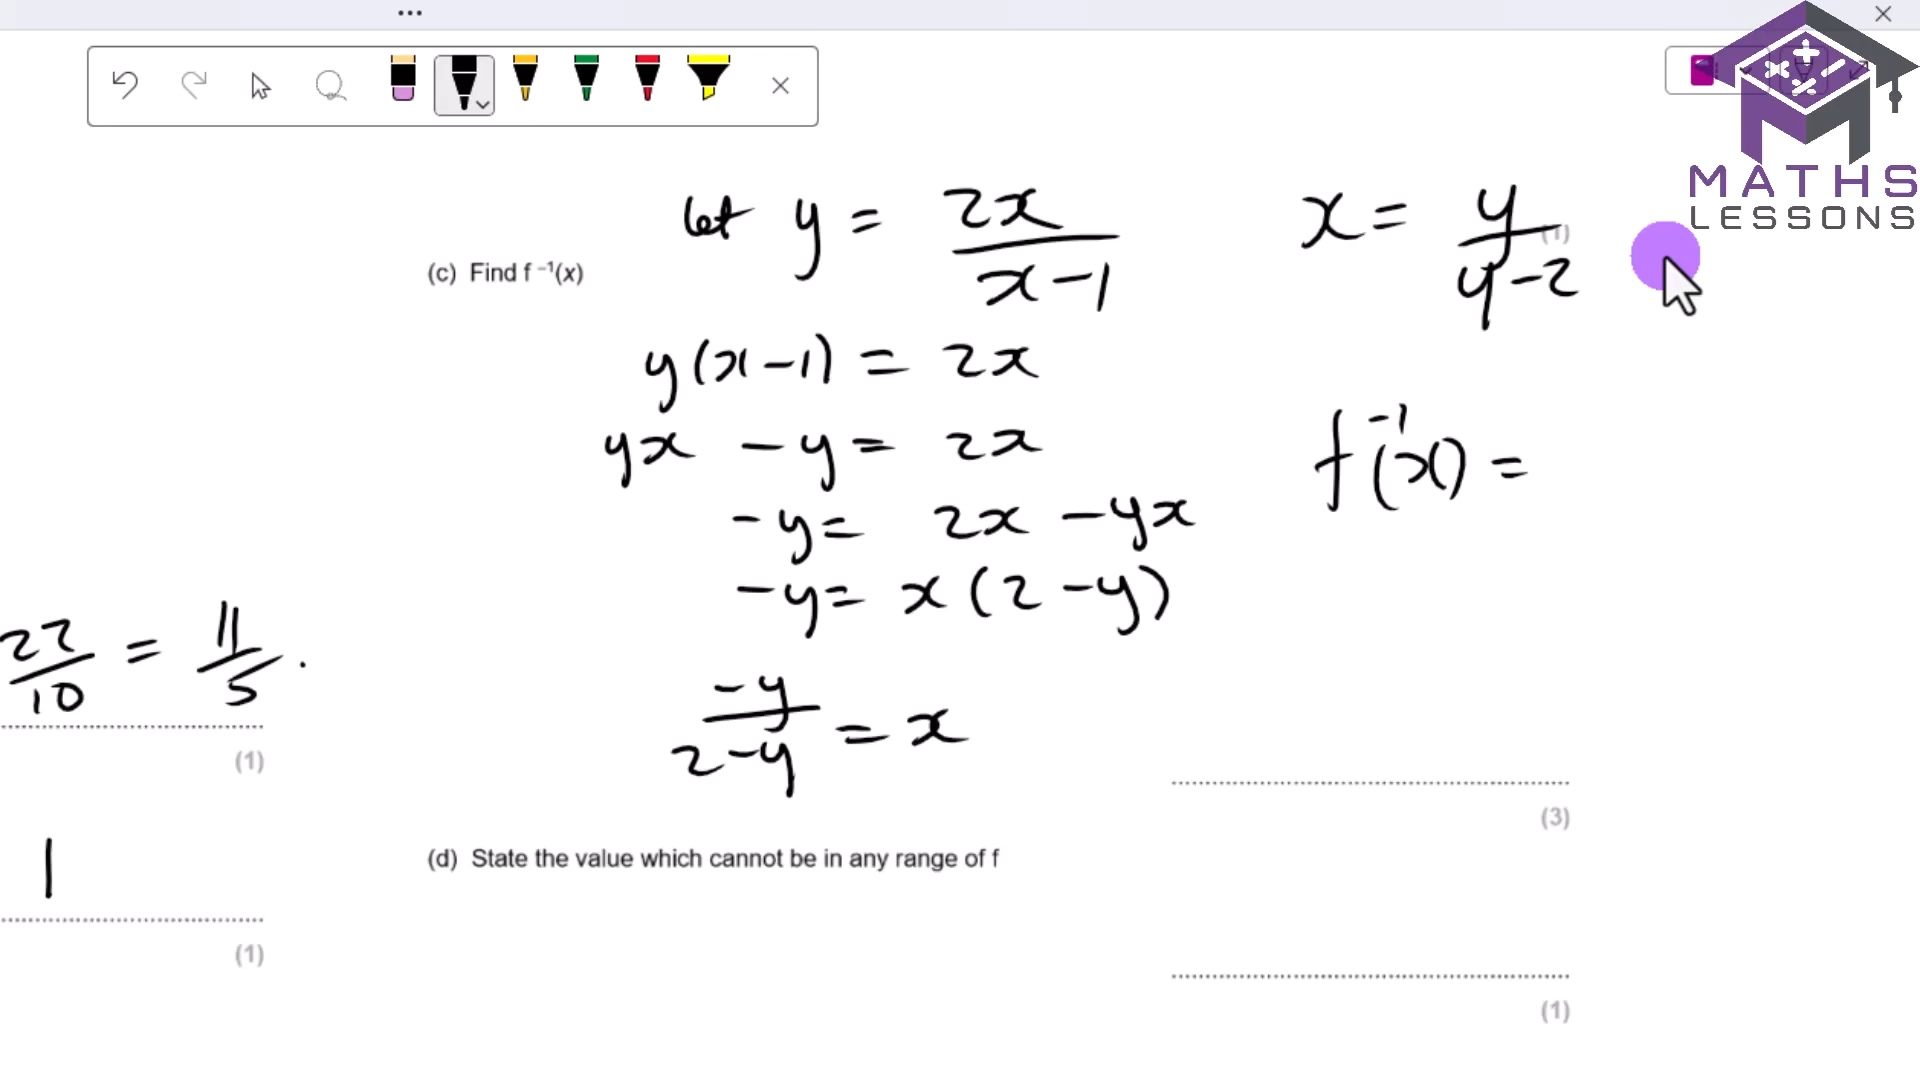 MATHS
LESSONS
let y = 2x / x-1
x = y / y-2
(1)
(c) Find f⁻¹(x)
y(x-1) = 2x
yx - y = 2x
-y = 2x - yx
-y = x(2-y)
-y / 2-y = x
f⁻¹(x) =
22/10 = 11/5.
(1)
(3)
1
(d) State the value which cannot be in any range of f
(1)
(1)